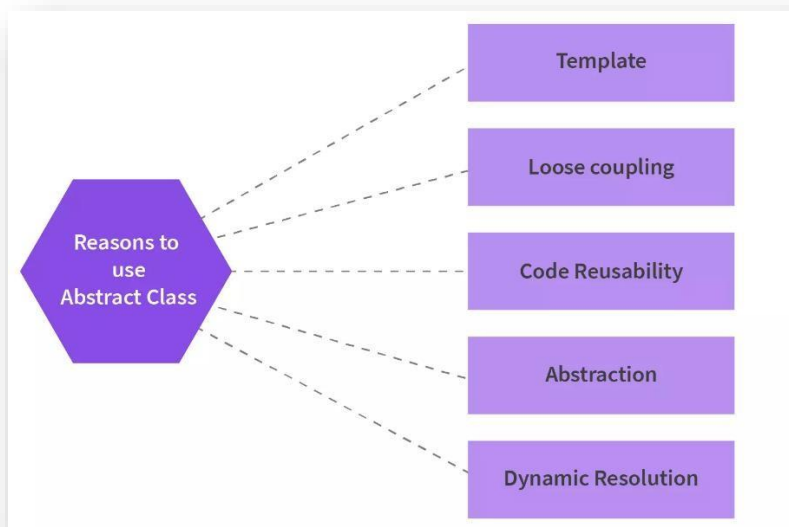 Reasons to
use
Abstract Class
Template
Loose coupling
Code Reusability
Abstraction
Dynamic Resolution